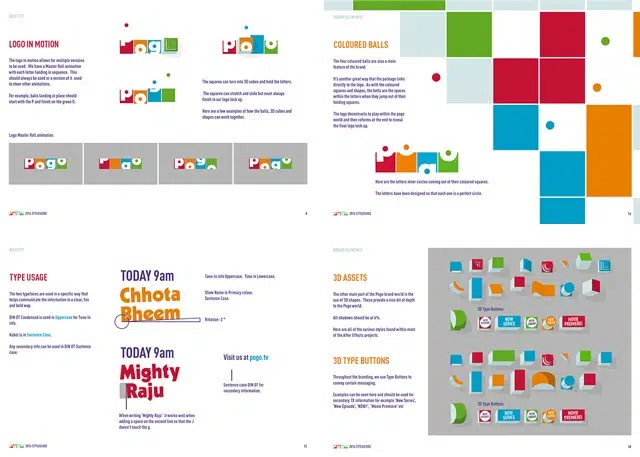 IDENTITY
LOGO IN MOTION
The logo in motion allows for multiple versions
to be used. We have a Master Roll animation
with each letter landing in sequence. This
should always be used or a version of it used
to steer other animations.
For example, balls landing in place should
start with the P and finish on the green O.
The squares can turn into 3D cubes and hold the letters.
The squares can stretch and slide but must always
finish in our logo lock up.
Here are a few examples of how the balls, 3D cubes and
shapes can work together.
Logo Master Roll animation.
Pogo
2016 STYLEGUIDE
COLOURED BALLS
The four coloured balls are also a main
feature of the brand.
It's another great way that the package links
directly to the logo. As with the coloured
squares and shapes, the balls are the spaces
within the letters when they jump out of their
holding squares.
The logo deconstructs to play within the pogo
world and then reforms at the end to reveal
the final logo lock up.
Here are the letters inner circles coming out of their coloured squares.
The letters have been designed so that each one is a perfect circle.
2016 STYLEGUIDE
IDENTITY
TYPE USAGE
The two typefaces are used in a specific way that
helps communicate the information in a clear, fun
and bold way.
DIN OT Condensed is used in Uppercase for Tune in
info.
Kabel is in Sentence Case.
Any secondary info can be used in DIN OT Sentence
case.
TODAY 9am
Chhota
Bheem
Tune in info Uppercase. Time in Lowercase.
Show Name in Primary colour.
Sentence Case
Rotation -2°
TODAY 9am
Mighty
Raju
Visit us at pogo.tv
Sentence case DIN OT for
secondary information.
When writing 'Mighty Raju' it works well when
adding a space on the second line so that the J
doesn't touch the g.
2016 STYLEGUIDE
3D ASSETS
The other main part of the Pogo brand world is the
use of 3D shapes. These provide a nice bit of depth
to the Pogo world.
All shadows should be at 6%.
Here are all of the various styles found within most
of the After Effects projects.
3D TYPE BUTTONS
Throughout the branding, we use Type Buttons to
convey certain messaging.
Examples can be seen here and should be used for
secondary TX information for example 'New Series',
'New Episode', 'NEW!', 'Movie Premiere' etc
3D Type Buttons:
NEW SERIES
MOVIE PREMIERE!
3D Type Buttons:
NEW SERIES
MOVIE PREMIERE!
2016 STYLEGUIDE